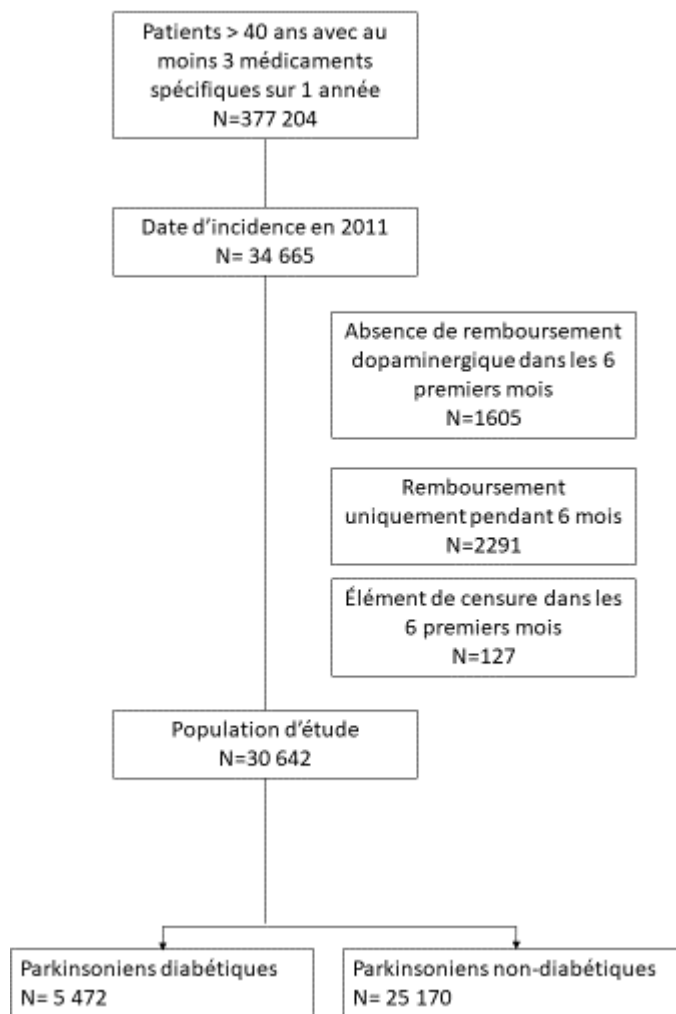 Patients > 40 ans avec au
moins 3 médicaments
spécifiques sur 1 année
N=377 204
Date d'incidence en 2011
N= 34 665
Absence de remboursement
dopaminergique dans les 6
premiers mois
N=1605
Remboursement
uniquement pendant 6 mois
N=2291
Élément de censure dans les
6 premiers mois
N=127
Population d'étude
N=30 642
Parkinsoniens diabétiques
N= 5 472
Parkinsoniens non-diabétiques
N= 25 170